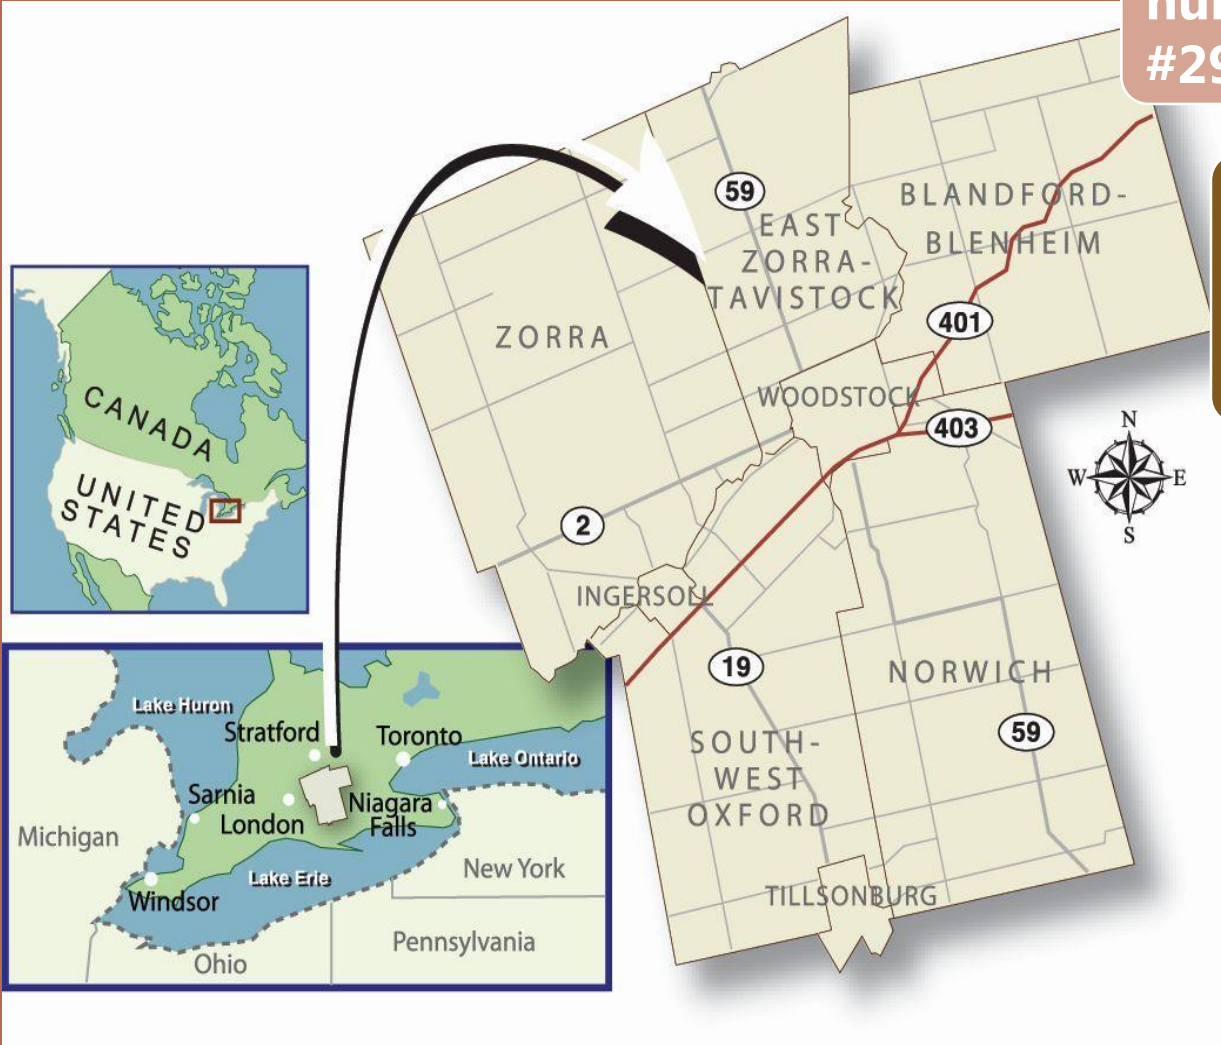 #29
59
EAST
ZORRA-
TAVISTOCK
BLANDFORD-
BLENHEIM
ZORRA
401
WOODSTOCK
403
2
INGERSOLL
19
NORWICH
59
SOUTH-
WEST
OXFORD
TILLSONBURG
N
W
E
S
CANADA
UNITED
STATES
Lake Huron
Stratford
Toronto
Lake Ontario
Sarnia
London
Niagara
Falls
Michigan
Lake Erie
New York
Windsor
Pennsylvania
Ohio